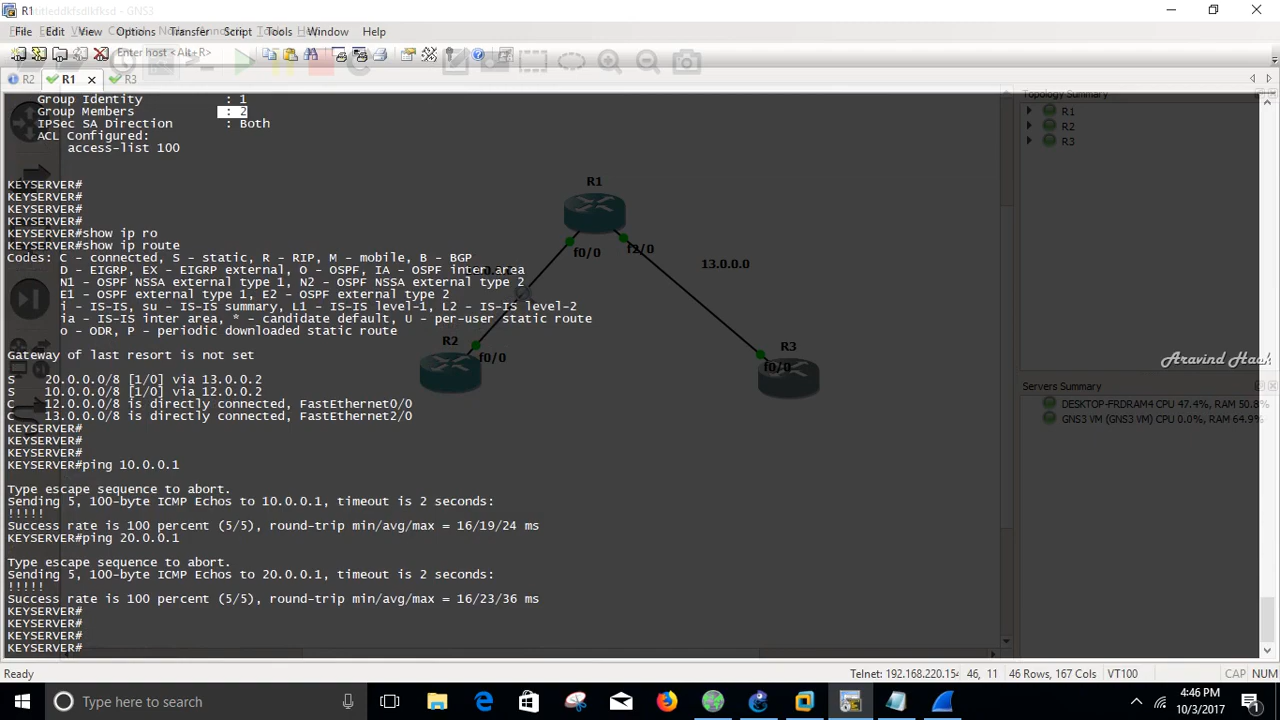 R1
File Edit View Options Transfer Script Tools Window Help
Enter host <Alt+R>
R2 R1 R3
Group Identity : 1
Group Members : 2
IPSec SA Direction : Both
ACL Configured:
access-list 100
KEYSERVER#
KEYSERVER#
KEYSERVER#
KEYSERVER#
KEYSERVER#show ip ro
KEYSERVER#show ip route
Codes: C - connected, S - static, R - RIP, M - mobile, B - BGP
D - EIGRP, EX - EIGRP external, O - OSPF, IA - OSPF inter area
N1 - OSPF NSSA external type 1, N2 - OSPF NSSA external type 2
E1 - OSPF external type 1, E2 - OSPF external type 2
i - IS-IS, su - IS-IS summary, L1 - IS-IS level-1, L2 - IS-IS level-2
ia - IS-IS inter area, * - candidate default, U - per-user static route
o - ODR, P - periodic downloaded static route
Gateway of last resort is not set
S 20.0.0.0/8 [1/0] via 13.0.0.2
S 10.0.0.0/8 [1/0] via 12.0.0.2
C 12.0.0.0/8 is directly connected, FastEthernet0/0
C 13.0.0.0/8 is directly connected, FastEthernet2/0
KEYSERVER#
KEYSERVER#
KEYSERVER#
KEYSERVER#ping 10.0.0.1
Type escape sequence to abort.
Sending 5, 100-byte ICMP Echos to 10.0.0.1, timeout is 2 seconds:
!!!!!
Success rate is 100 percent (5/5), round-trip min/avg/max = 16/19/24 ms
KEYSERVER#ping 20.0.0.1
Type escape sequence to abort.
Sending 5, 100-byte ICMP Echos to 20.0.0.1, timeout is 2 seconds:
!!!!!
Success rate is 100 percent (5/5), round-trip min/avg/max = 16/23/36 ms
KEYSERVER#
KEYSERVER#
KEYSERVER#
KEYSERVER#
R1
f0/0
f2/0
13.0.0.0
R2
f0/0
R3
f0/0
Topology Summary
R1
R2
R3
Aravind
Servers Summary
DESKTOP-FRDRAM4 CPU 47.4%, RAM 50.8%
GNS3 VM (GNS3 VM) CPU 0.0%, RAM 64.9%
Ready
Telnet: 192.168.220.154 46, 11 46 Rows, 167 Cols VT100 CAP NUM
Type here to search
4:46 PM
10/3/2017